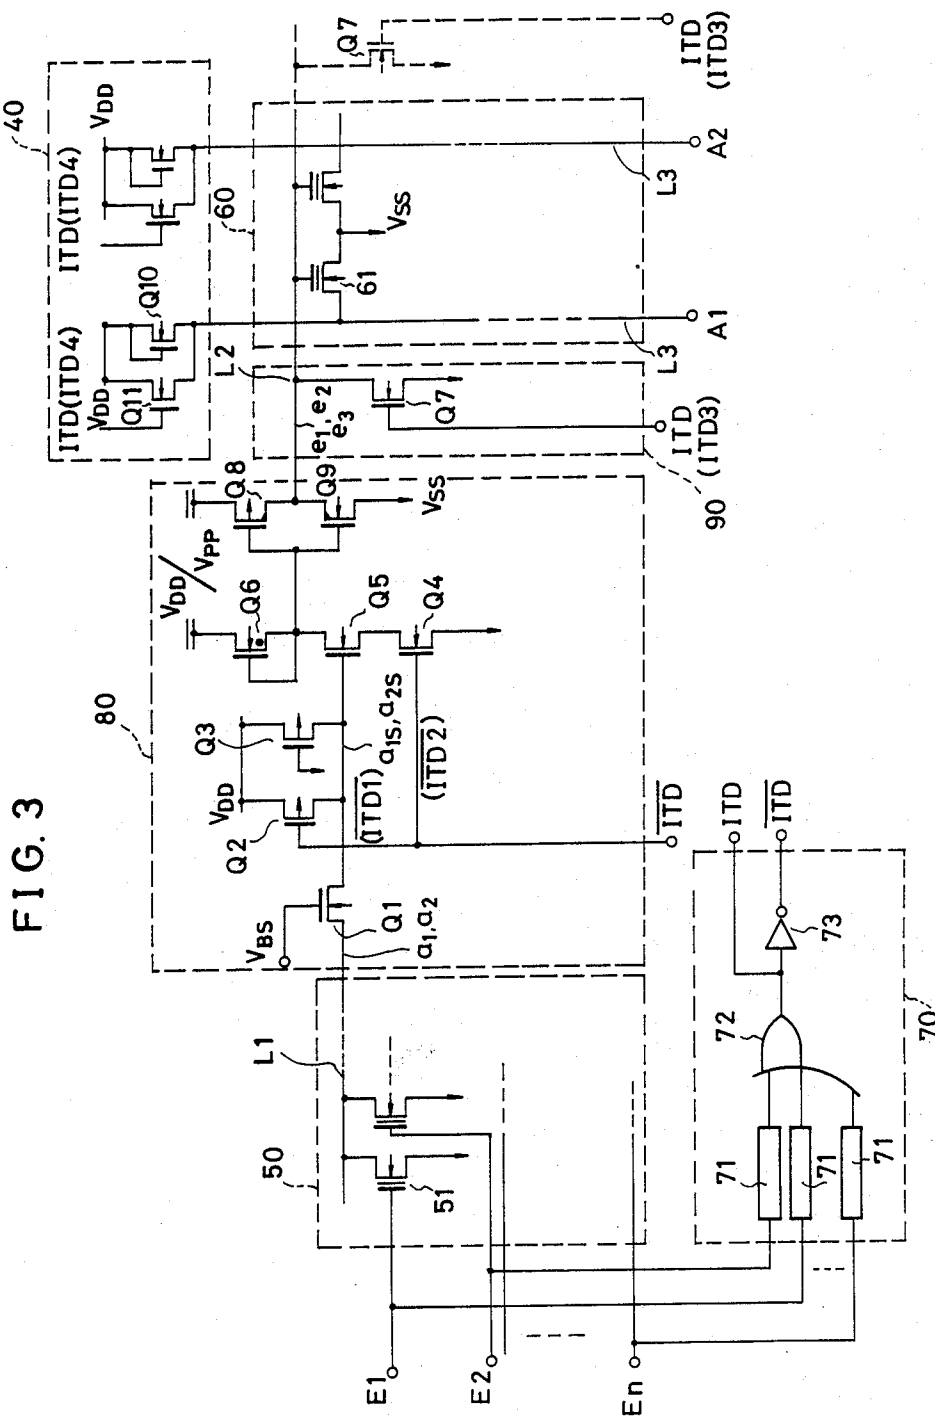 FIG. 3
40
ITD(ITD4)
VDD
Q11
Q10
ITD(ITD4)
VDD
60
61
VSS
Q7
ITD
(ITD3)
A2
L3
A1
L3
L2
e1, e2
e3
Q7
ITD
(ITD3)
90
80
VDD/VPP
Q8
Q9
VSS
Q6
Q5
Q4
Q3
VDD
Q2
a1S, a2S
(ITD1)
(ITD2)
ITD
VBS
Q1
a1, a2
50
L1
51
E1
E2
En
71
71
71
72
73
70
ITD
ITD